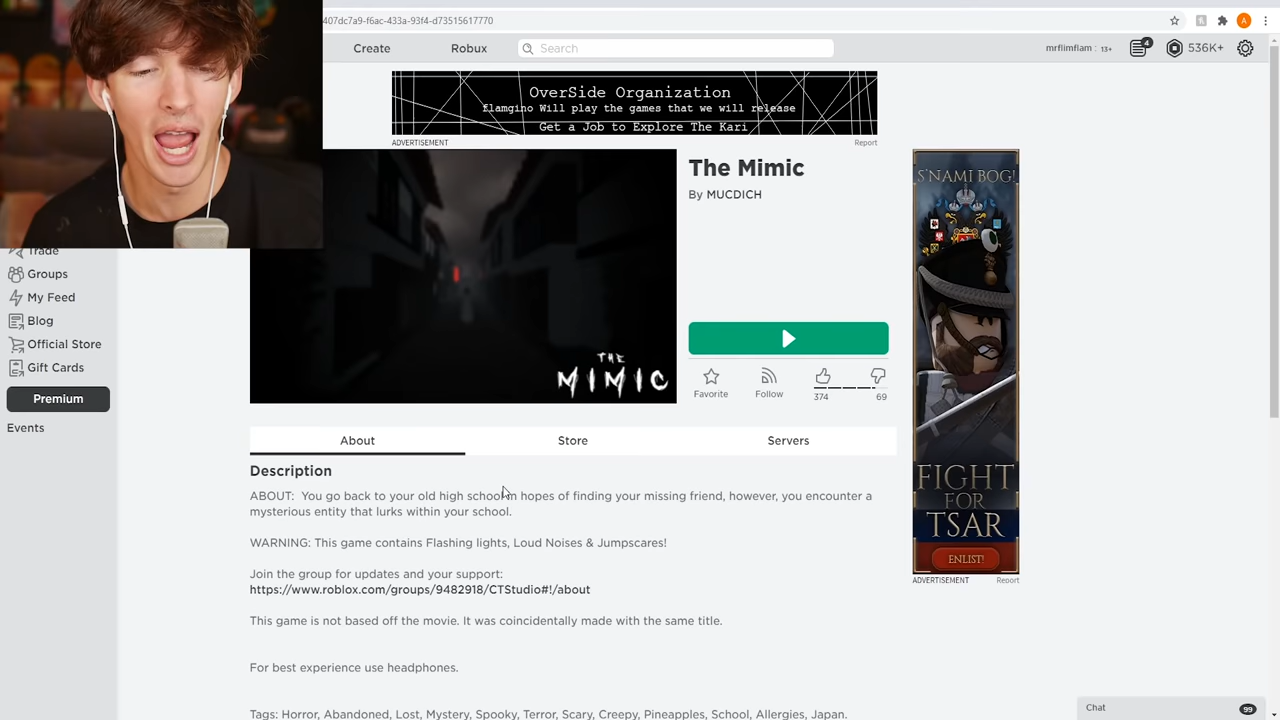 407dc7a9-f6ac-433a-93f4-d73515617770
Create
Robux
Search
mrflimflam : 13+
4
536K+
OverSide Organization
flamgino Will play the games that we will release
Get a Job to Explore The Kari
ADVERTISEMENT
Report
The Mimic
By MUCDICH
THE
MIMIC
Favorite
Follow
374
69
S'NAMI BOG!
FIGHT
FOR
TSAR
ENLIST!
ADVERTISEMENT
Report
Trade
Groups
My Feed
Blog
Official Store
Gift Cards
Premium
Events
About
Store
Servers
Description
ABOUT: You go back to your old high school in hopes of finding your missing friend, however, you encounter a
mysterious entity that lurks within your school.
WARNING: This game contains Flashing lights, Loud Noises & Jumpscares!
Join the group for updates and your support:
https://www.roblox.com/groups/9482918/CTStudio#!/about
This game is not based off the movie. It was coincidentally made with the same title.
For best experience use headphones.
Tags: Horror, Abandoned, Lost, Mystery, Spooky, Terror, Scary, Creepy, Pineapples, School, Allergies, Japan.
Chat
99